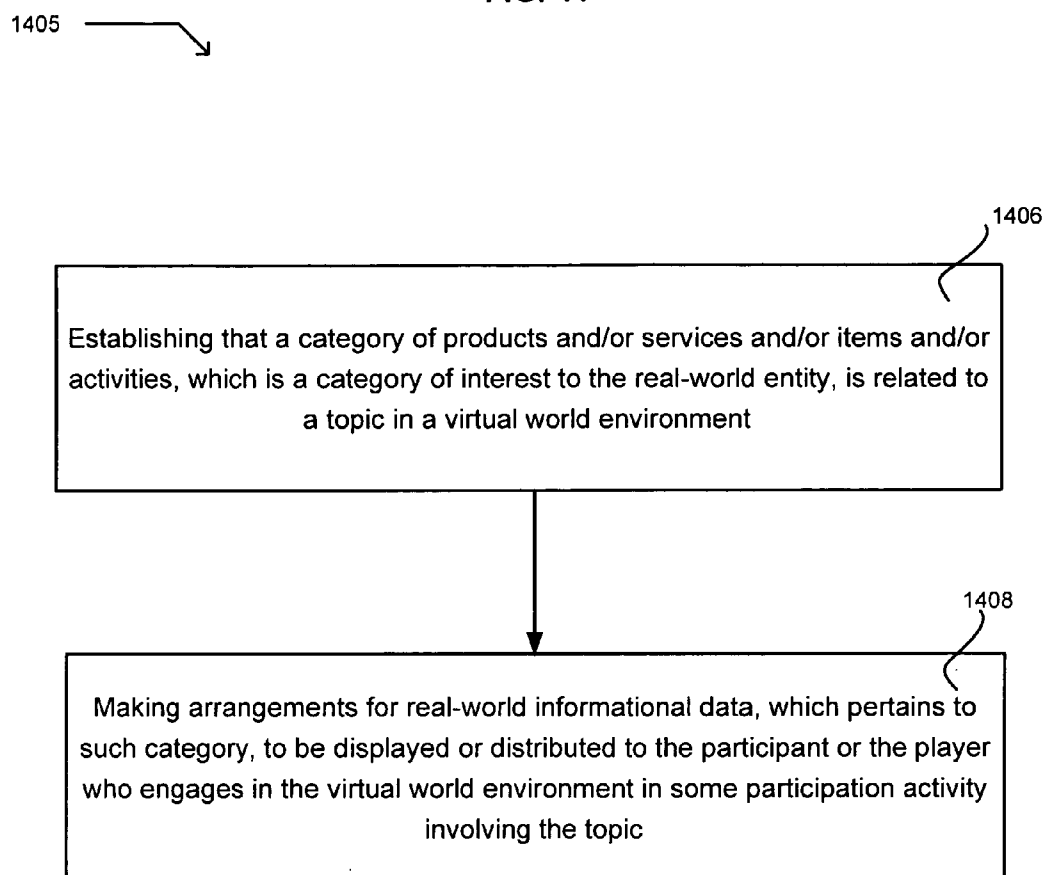 1405
1406
Establishing that a category of products and/or services and/or items and/or
activities, which is a category of interest to the real-world entity, is related to
a topic in a virtual world environment
1408
Making arrangements for real-world informational data, which pertains to
such category, to be displayed or distributed to the participant or the player
who engages in the virtual world environment in some participation activity
involving the topic